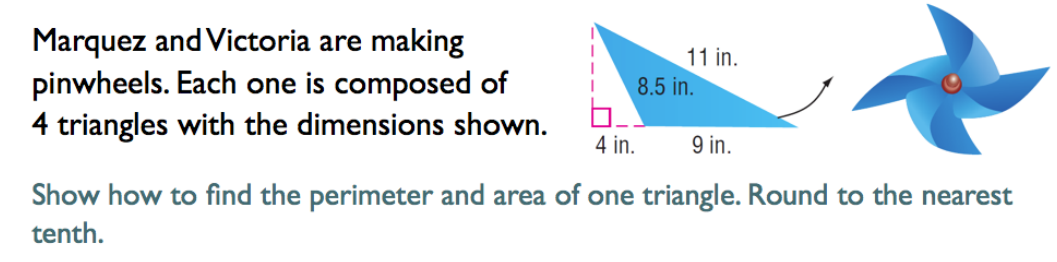 Marquez and Victoria are making
pinwheels. Each one is composed of
4 triangles with the dimensions shown.
11 in.
8.5 in.
4 in.
9 in.
Show how to find the perimeter and area of one triangle. Round to the nearest
tenth.